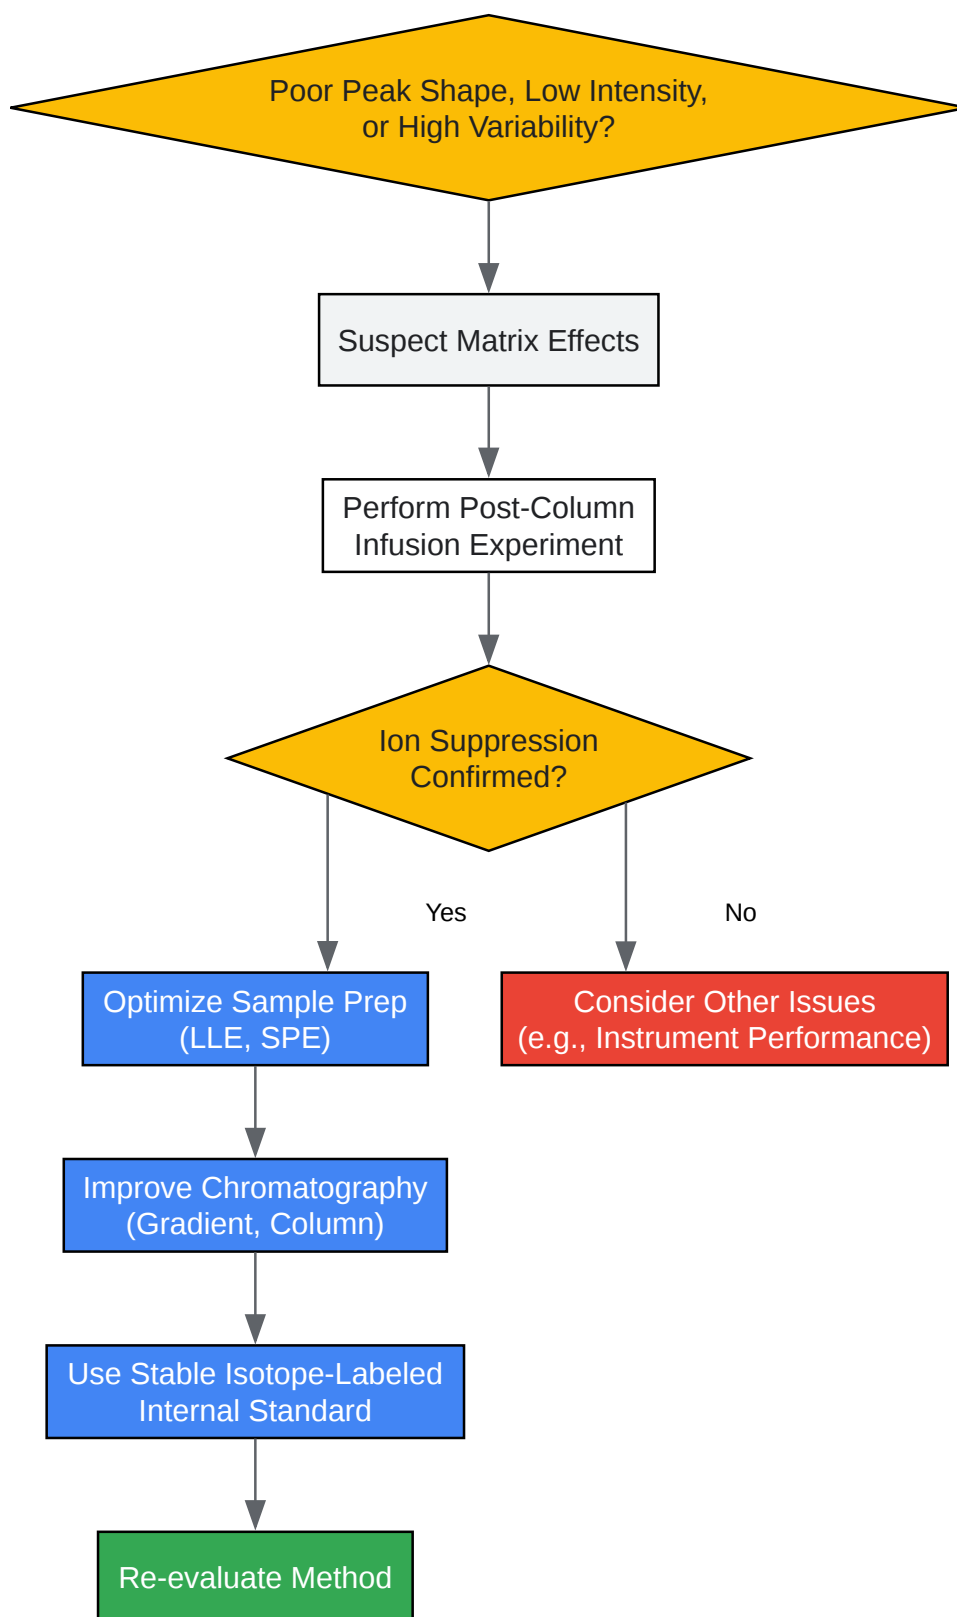 Poor Peak Shape, Low Intensity,
or High Variability?
Suspect Matrix Effects
Perform Post-Column
Infusion Experiment
Ion Suppression
Confirmed?
Yes
No
Optimize Sample Prep
(LLE, SPE)
Consider Other Issues
(e.g., Instrument Performance)
Improve Chromatography
(Gradient, Column)
Use Stable Isotope-Labeled
Internal Standard
Re-evaluate Method